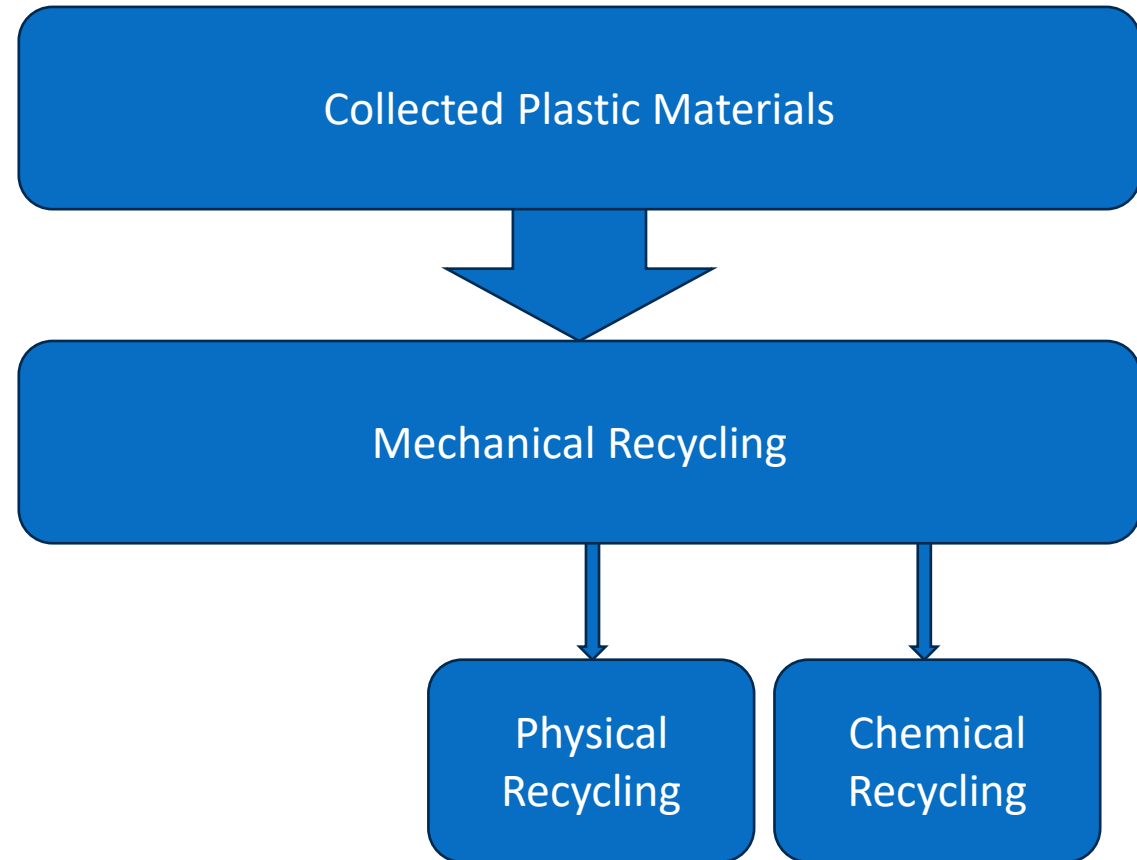 Collected Plastic Materials
Mechanical Recycling
Physical
Recycling
Chemical
Recycling